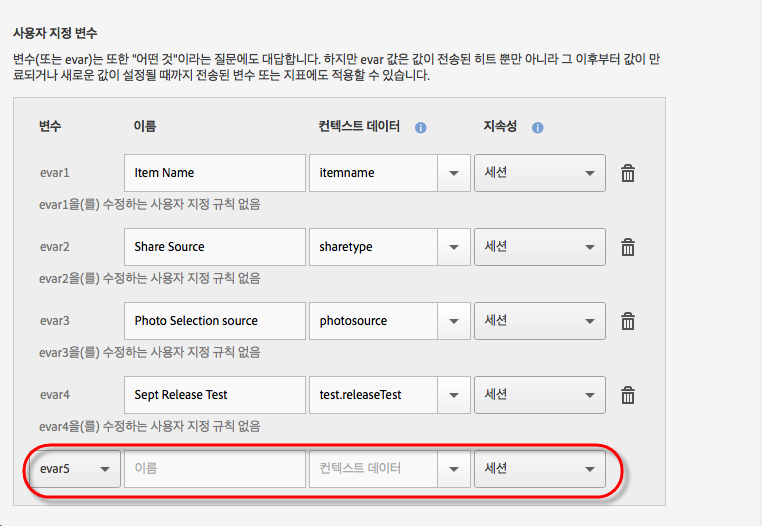 사용자 지정 변수
변수(또는 evar)는 또한 "어떤 것"이라는 질문에도 대답합니다. 하지만 evar 값은 값이 전송된 히트 뿐만 아니라 그 이후부터 값이 만
료되거나 새로운 값이 설정될 때까지 전송된 변수 또는 지표에도 적용할 수 있습니다.
변수 이름 컨텍스트 데이터 i 지속성 i
evar1 Item Name itemname 세션
evar1을(를) 수정하는 사용자 지정 규칙 없음
evar2 Share Source sharetype 세션
evar2을(를) 수정하는 사용자 지정 규칙 없음
evar3 Photo Selection source photosource 세션
evar3을(를) 수정하는 사용자 지정 규칙 없음
evar4 Sept Release Test test.releaseTest 세션
evar4을(를) 수정하는 사용자 지정 규칙 없음
evar5 이름 컨텍스트 데이터 세션